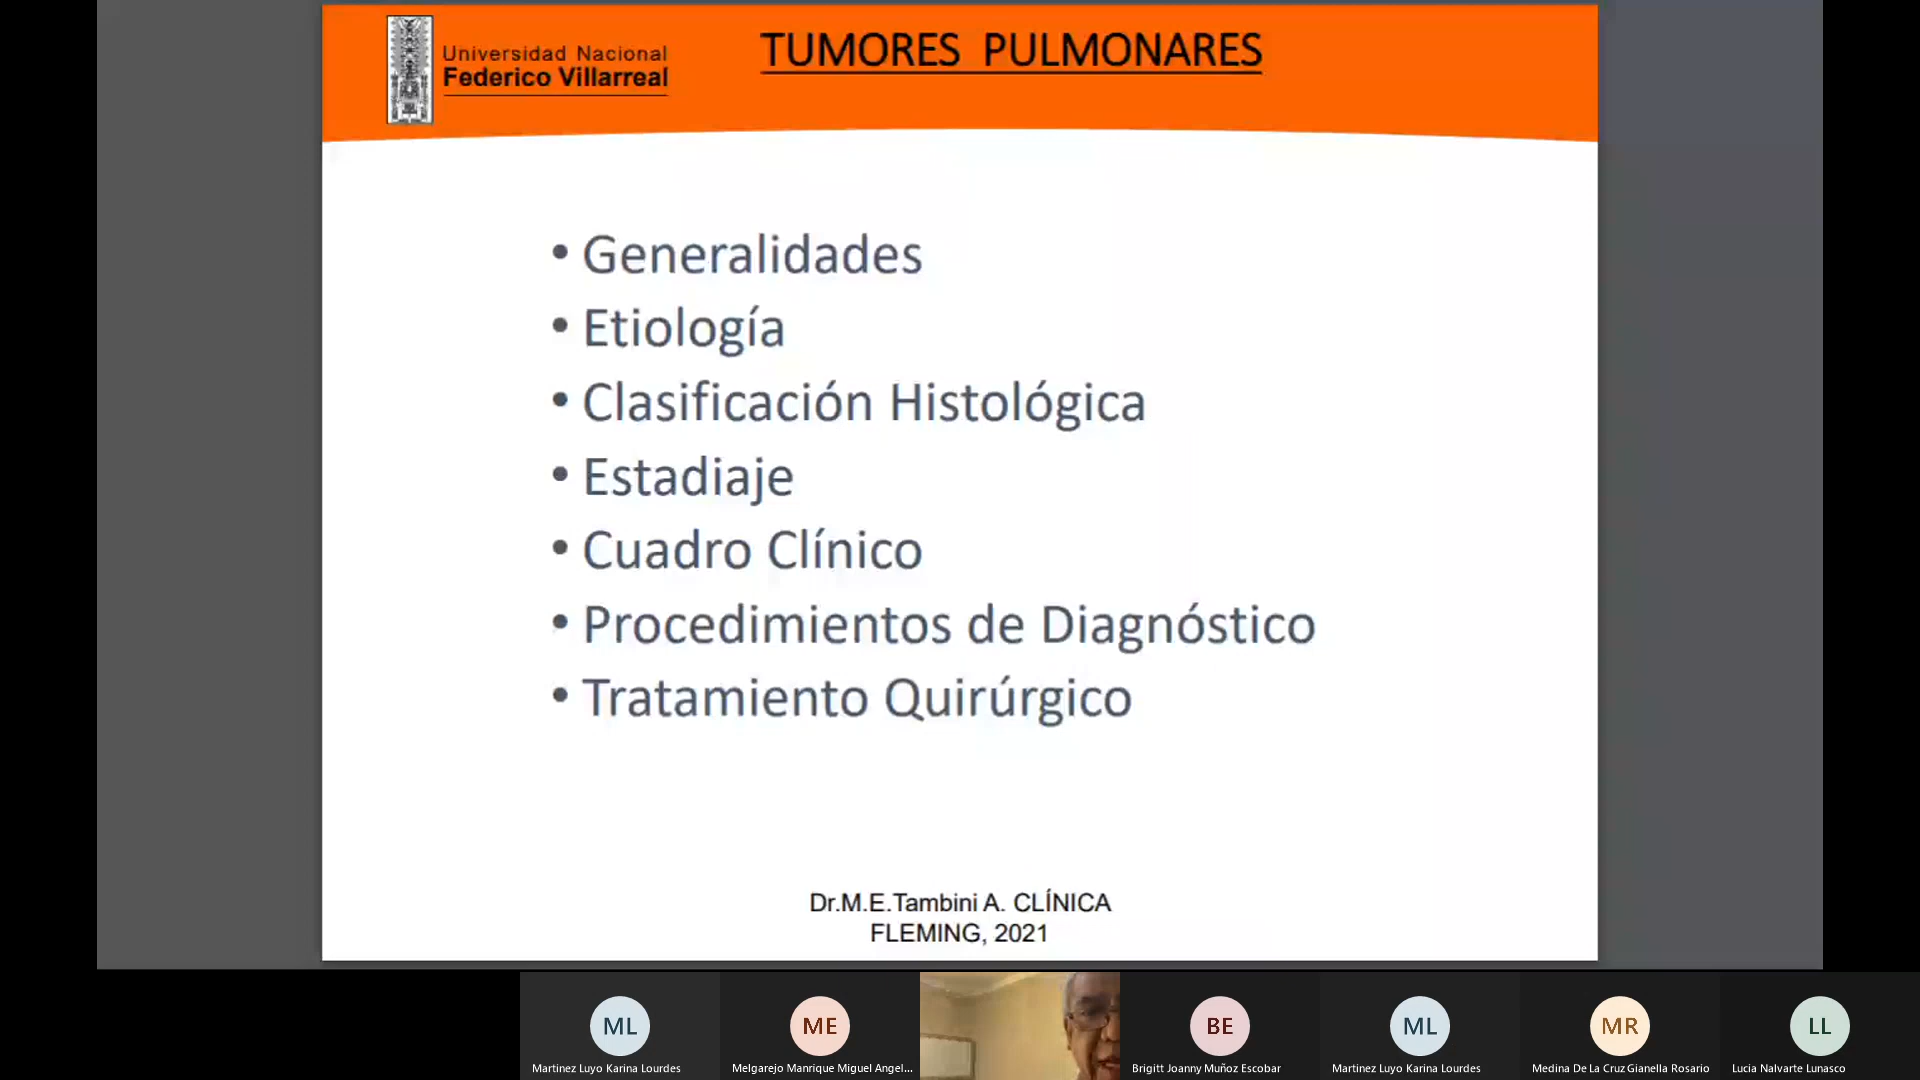 Universidad Nacional
Federico Villarreal
TUMORES PULMONARES
• Generalidades
• Etiología
• Clasificación Histológica
• Estadiaje
• Cuadro Clínico
• Procedimientos de Diagnóstico
• Tratamiento Quirúrgico
Dr.M.E.Tambini A. CLÍNICA
FLEMING, 2021
ML
ME
BE
ML
MR
LL
Martinez Luyo Karina Lourdes
Melgarejo Manrique Miguel Angel...
Brigitt Joanny Muñoz Escobar
Martinez Luyo Karina Lourdes
Medina De La Cruz Gianella Rosario
Lucia Nalvarte Lunasco